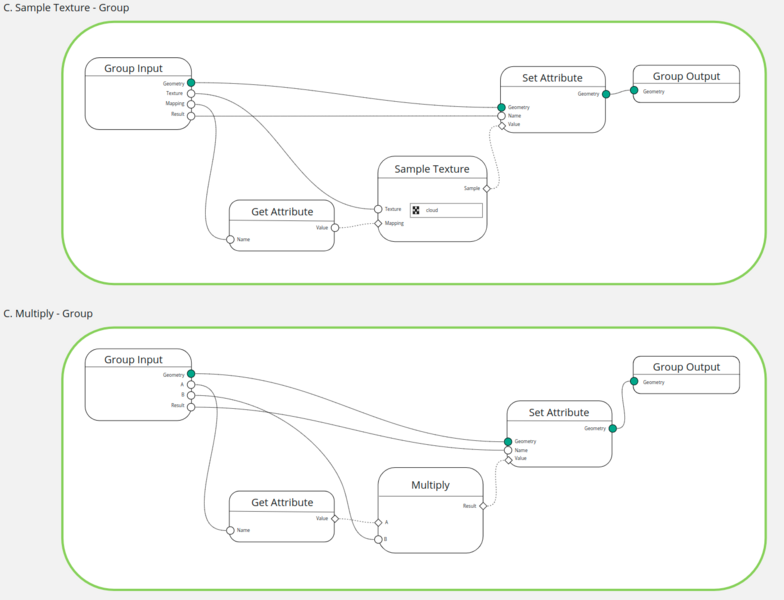 C. Sample Texture - Group
Group Input
Geometry
Texture
Mapping
Result
Get Attribute
Value
Name
Sample Texture
Sample
Texture
cloud
Mapping
Set Attribute
Geometry
Geometry
Name
Value
Group Output
Geometry
C. Multiply - Group
Group Input
Geometry
A
B
Result
Get Attribute
Value
Name
Multiply
Result
A
B
Set Attribute
Geometry
Geometry
Name
Value
Group Output
Geometry